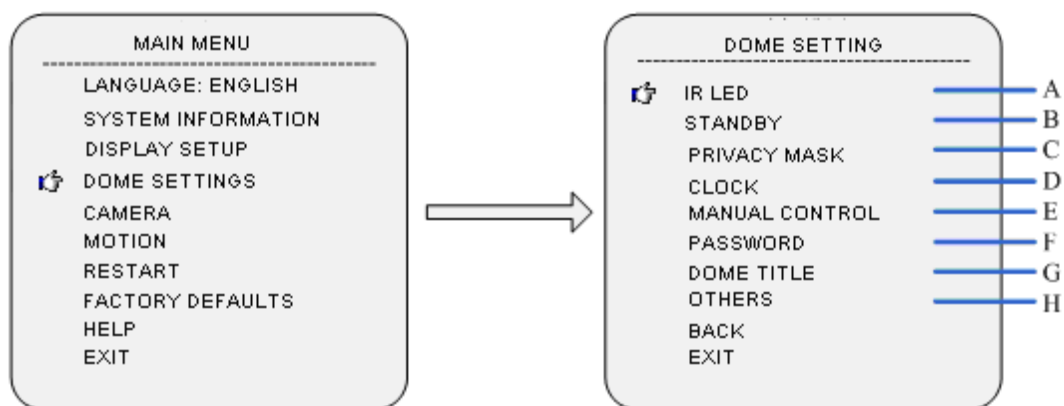 MAIN MENU
LANGUAGE: ENGLISH
SYSTEM INFORMATION
DISPLAY SETUP
DOME SETTINGS
CAMERA
MOTION
RESTART
FACTORY DEFAULTS
HELP
EXIT
DOME SETTING
IR LED A
STANDBY B
PRIVACY MASK C
CLOCK D
MANUAL CONTROL E
PASSWORD F
DOME TITLE G
OTHERS H
BACK
EXIT